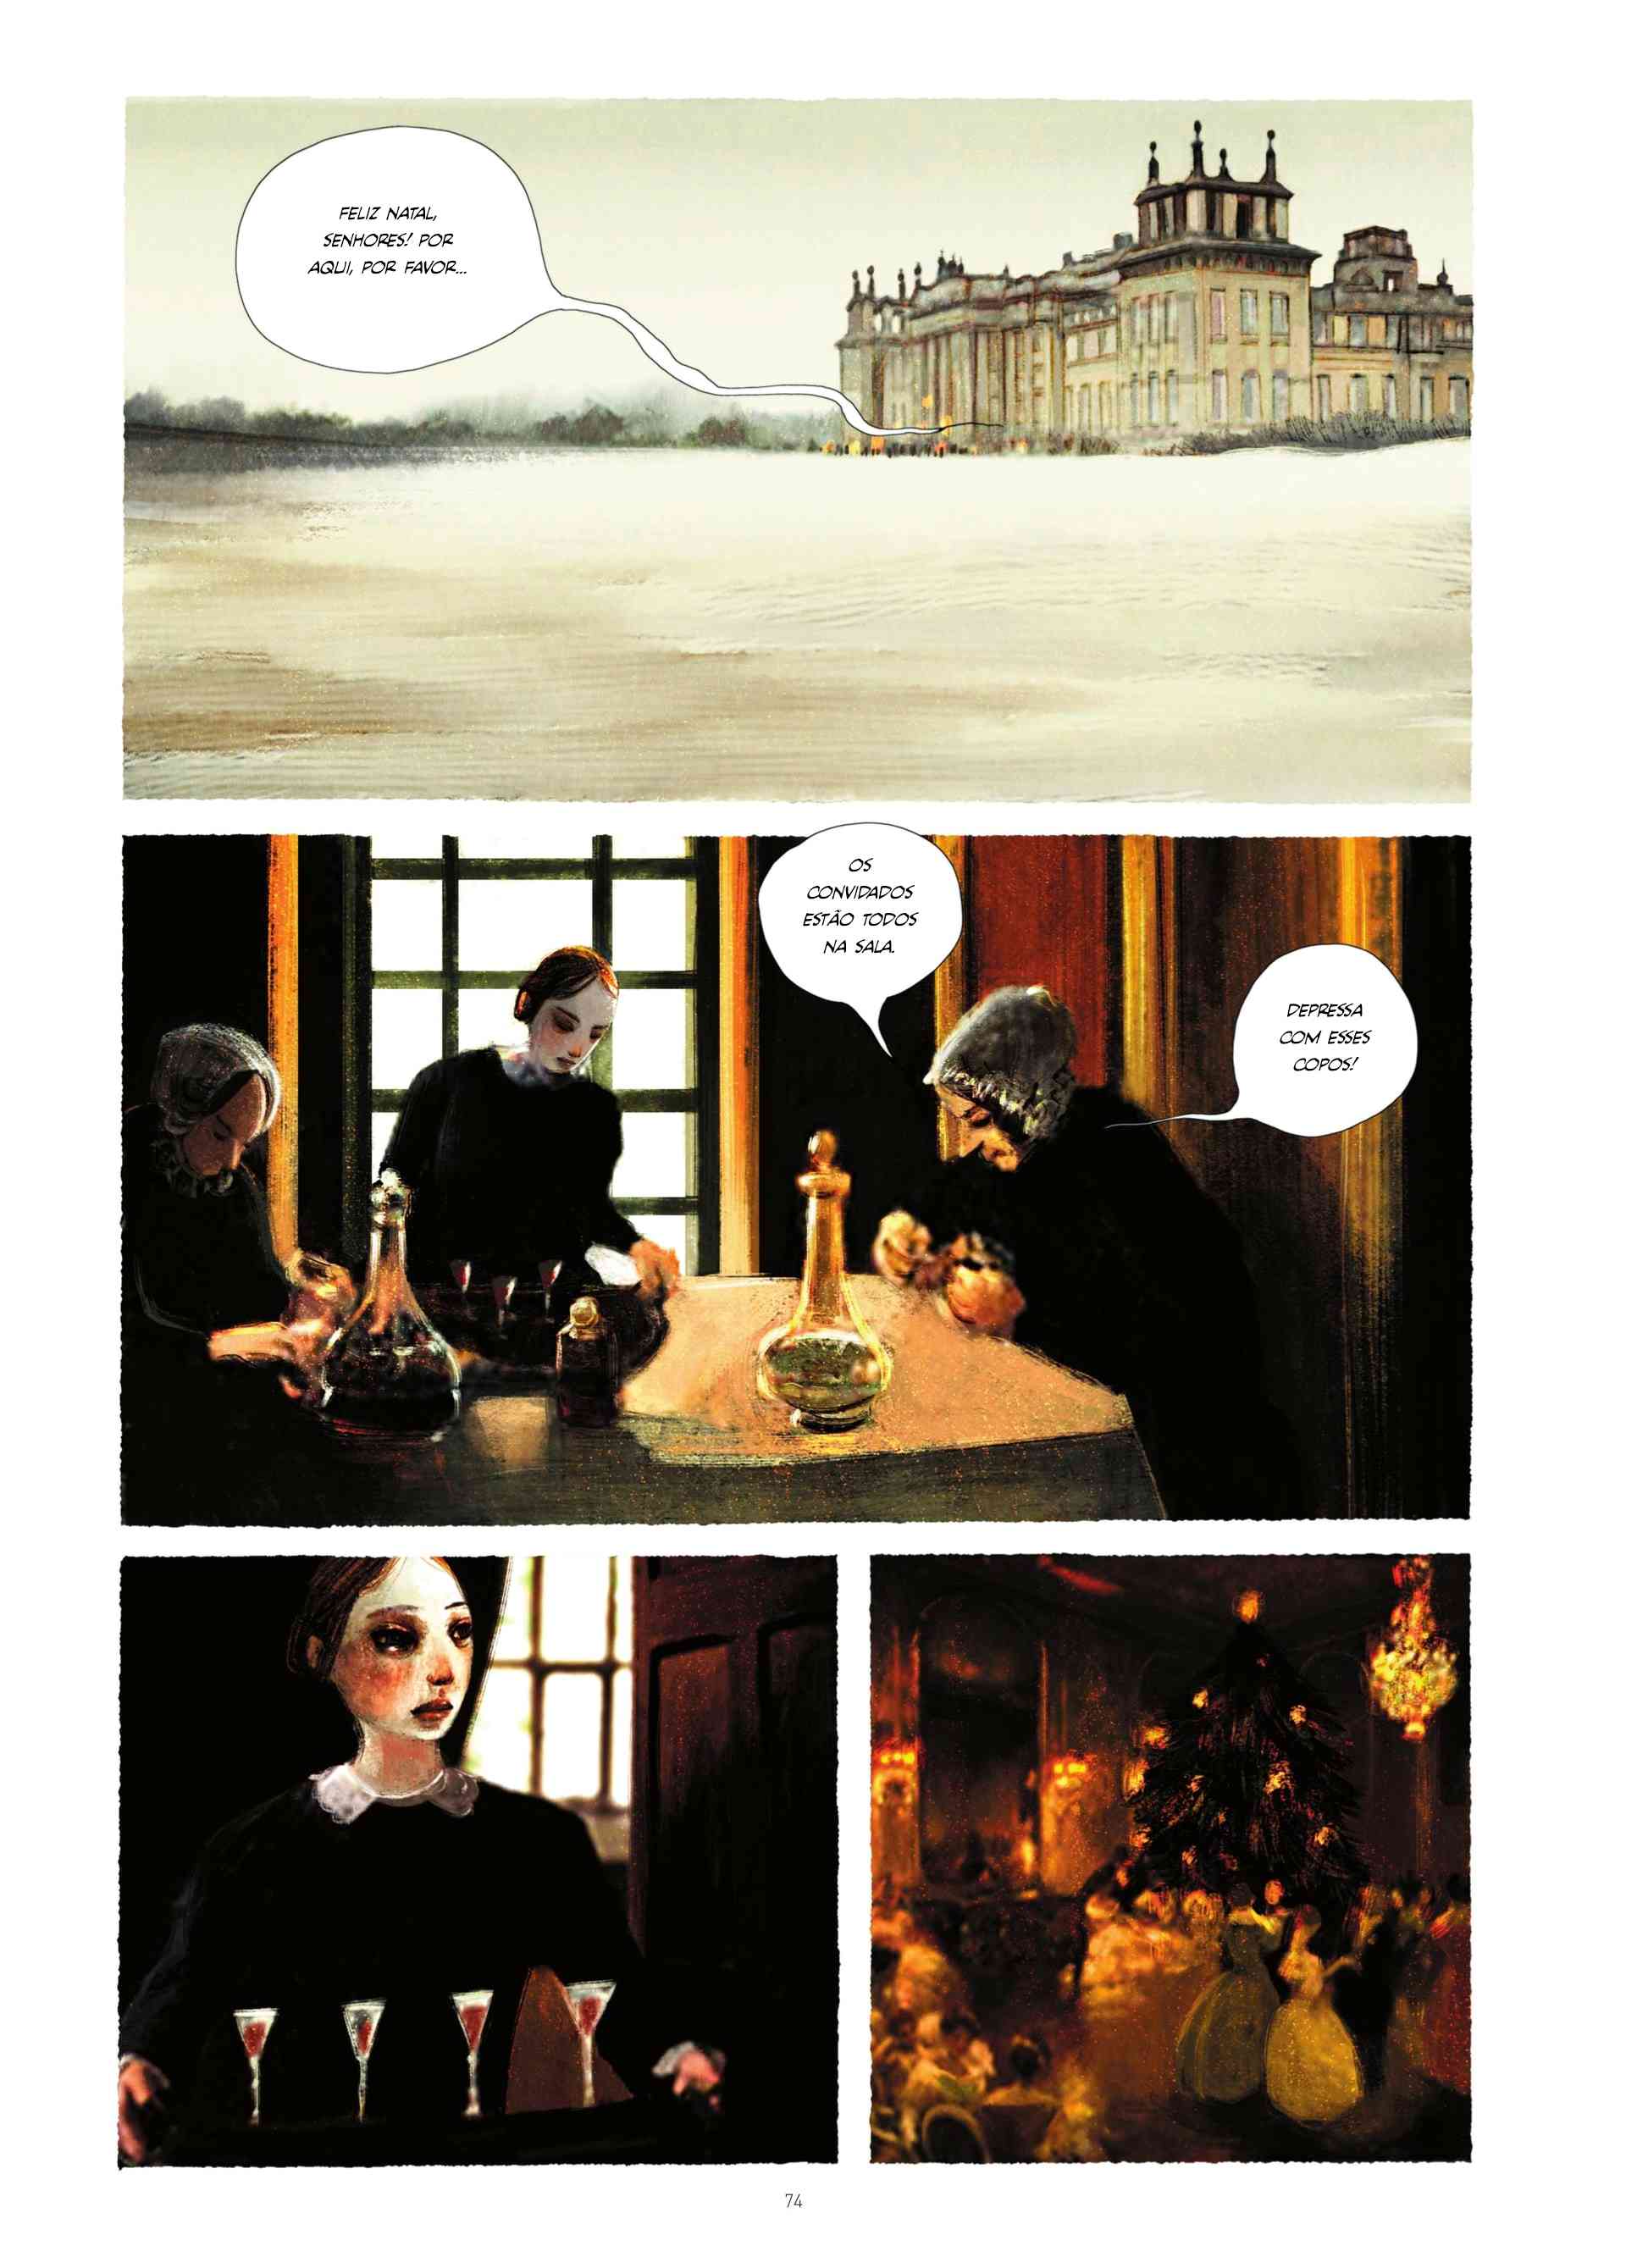 FELIZ NATAL,
SENHORES! POR
AQUI, POR FAVOR...
OS
CONVIDADOS
ESTÃO TODOS
NA SALA.
DEPRESSA
COM ESSES
COPOS!
74